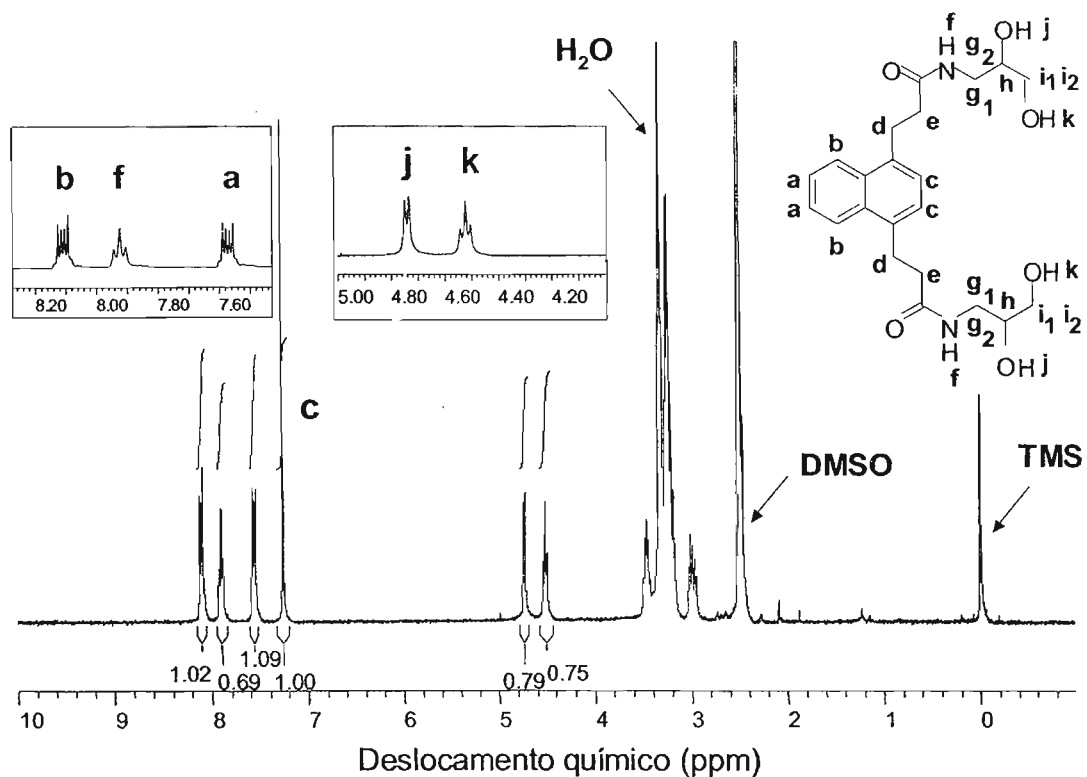 H2O
b f a
8.20 8.00 7.80 7.60
j k
5.00 4.80 4.60 4.40 4.20
f
H
N
O
g2
OH j
g1
h
i1 i2
OH k
d
e
b
a
c
a
c
b
d
e
O
N
H
f
g1
h
g2
OH k
i1 i2
OH j
c
DMSO
TMS
1.02
0.69
1.09
1.00
0.79
0.75
10 9 8 7 6 5 4 3 2 1 0
Deslocamento químico (ppm)